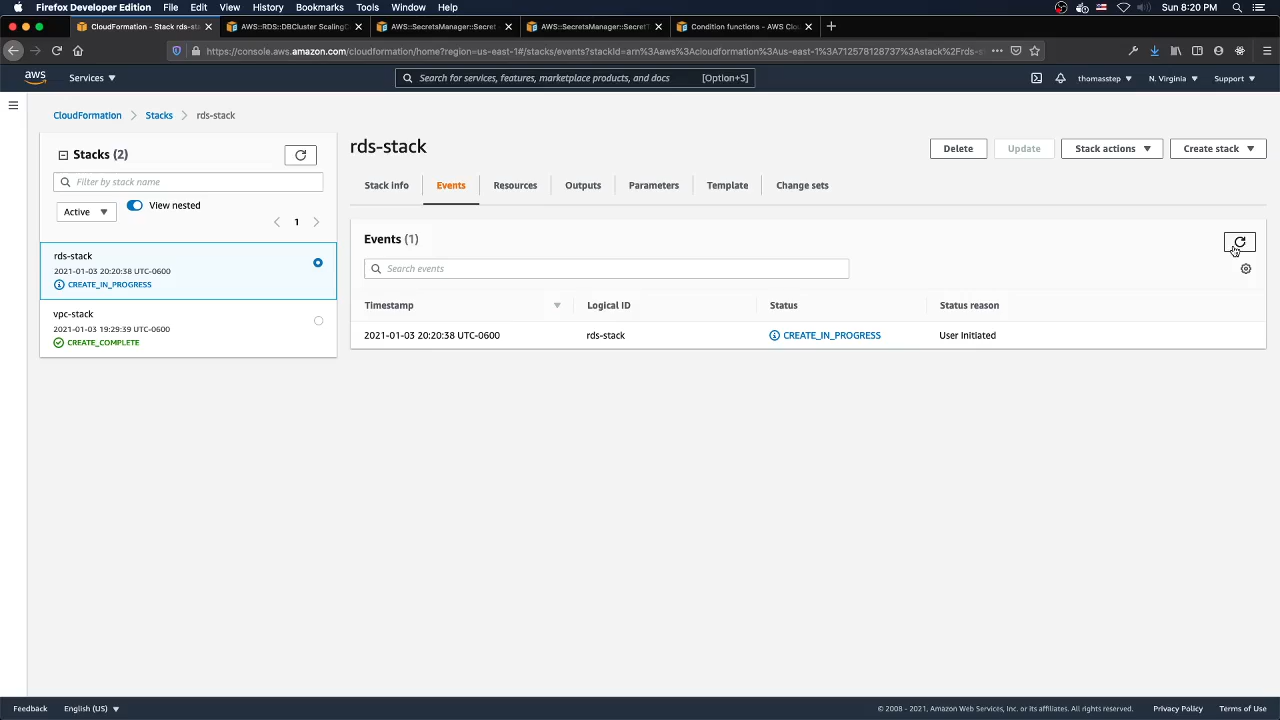 Firefox Developer Edition File Edit View History Bookmarks Tools Window Help Sun 8:20 PM
CloudFormation - Stack rds-st
AWS::RDS::DBCluster ScalingC
AWS::SecretsManager::Secret
AWS::SecretsManager::SecretT
Condition functions - AWS Clou
https://console.aws.amazon.com/cloudformation/home?region=us-east-1#/stacks/events?stackId=arn%3Aaws%3Acloudformation%3Aus-east-1%3A712578128737%3Astack%2Frds-s
aws Services Search for services, features, marketplace products, and docs [Option+S] thomasstep N. Virginia Support
CloudFormation Stacks rds-stack
Stacks (2)
Filter by stack name
Active View nested
1
rds-stack
2021-01-03 20:20:38 UTC-0600
CREATE_IN_PROGRESS
vpc-stack
2021-01-03 19:29:39 UTC-0600
CREATE_COMPLETE
rds-stack
Delete Update Stack actions Create stack
Stack info Events Resources Outputs Parameters Template Change sets
Events (1)
Search events
Timestamp Logical ID Status Status reason
2021-01-03 20:20:38 UTC-0600 rds-stack CREATE_IN_PROGRESS User Initiated
Feedback English (US) © 2008 - 2021, Amazon Web Services, Inc. or its affiliates. All rights reserved. Privacy Policy Terms of Use